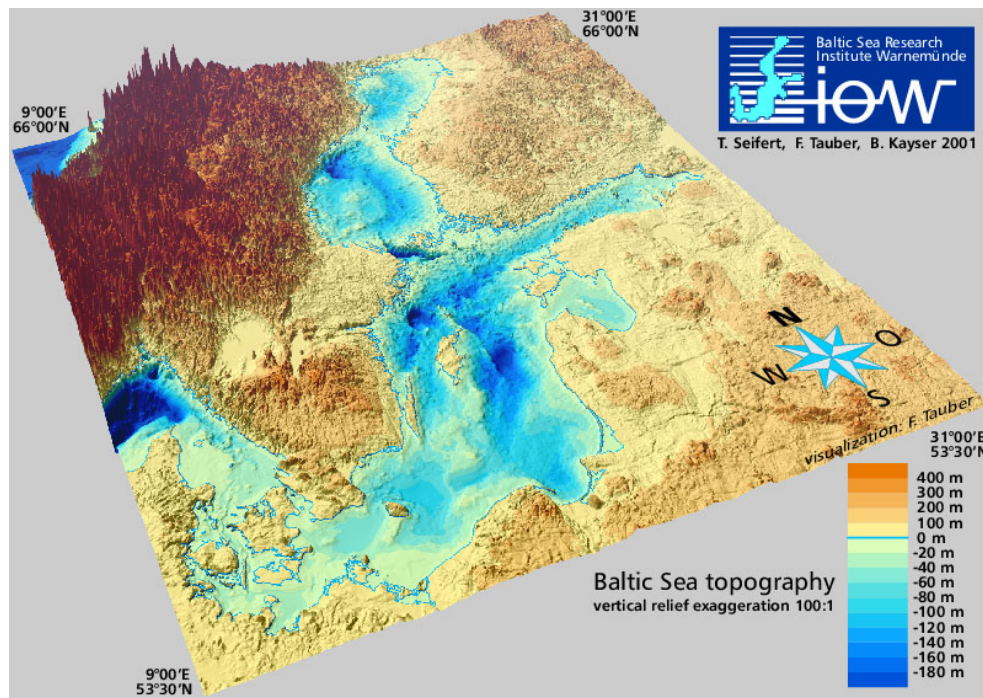 31°00'E
66°00'N
Baltic Sea Research
Institute Warnemünde
iow
T. Seifert, F. Tauber, B. Kayser 2001
9°00'E
66°00'N
N
O
W
S
visualization: F. Tauber
31°00'E
53°30'N
400 m
300 m
200 m
100 m
0 m
-20 m
-40 m
-60 m
-80 m
-100 m
-120 m
-140 m
-160 m
-180 m
Baltic Sea topography
vertical relief exaggeration 100:1
9°00'E
53°30'N